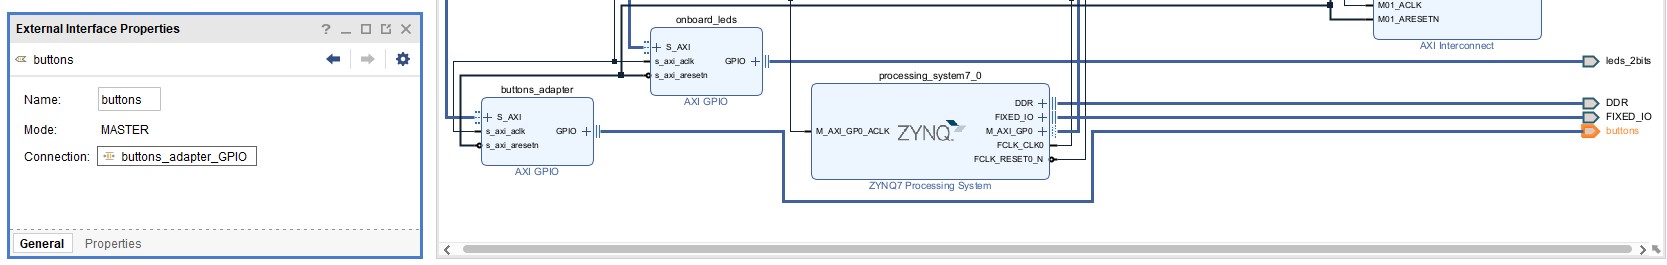 External Interface Properties
buttons
Name: buttons
Mode: MASTER
Connection: buttons_adapter_GPIO
General Properties
onboard_leds
S_AXI
s_axi_aclk
s_axi_aresetn
GPIO
AXI GPIO
buttons_adapter
S_AXI
s_axi_aclk
s_axi_aresetn
GPIO
AXI GPIO
processing_system7_0
M_AXI_GP0_ACLK
ZYNQ
DDR
FIXED_IO
M_AXI_GP0
FCLK_CLK0
FCLK_RESET0_N
ZYNQ7 Processing System
M01_ACLK
M01_ARESETN
AXI Interconnect
leds_2bits
DDR
FIXED_IO
buttons